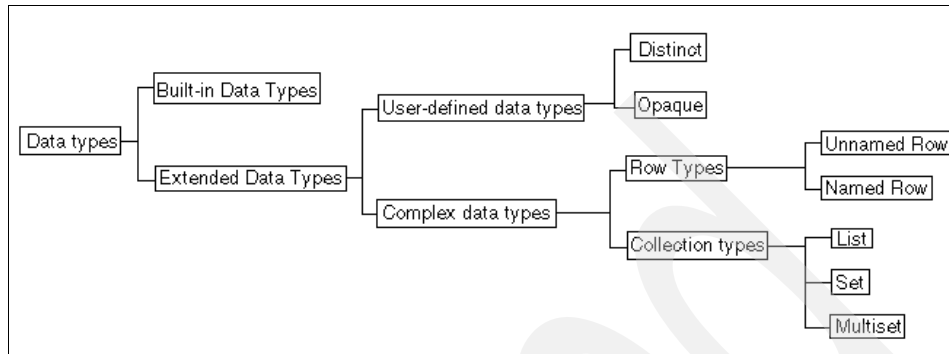 Distinct
Built-in Data Types
User-defined data types
Opaque
Data types
Unnamed Row
Row Types
Extended Data Types
Named Row
Complex data types
List
Collection types
Set
Multiset